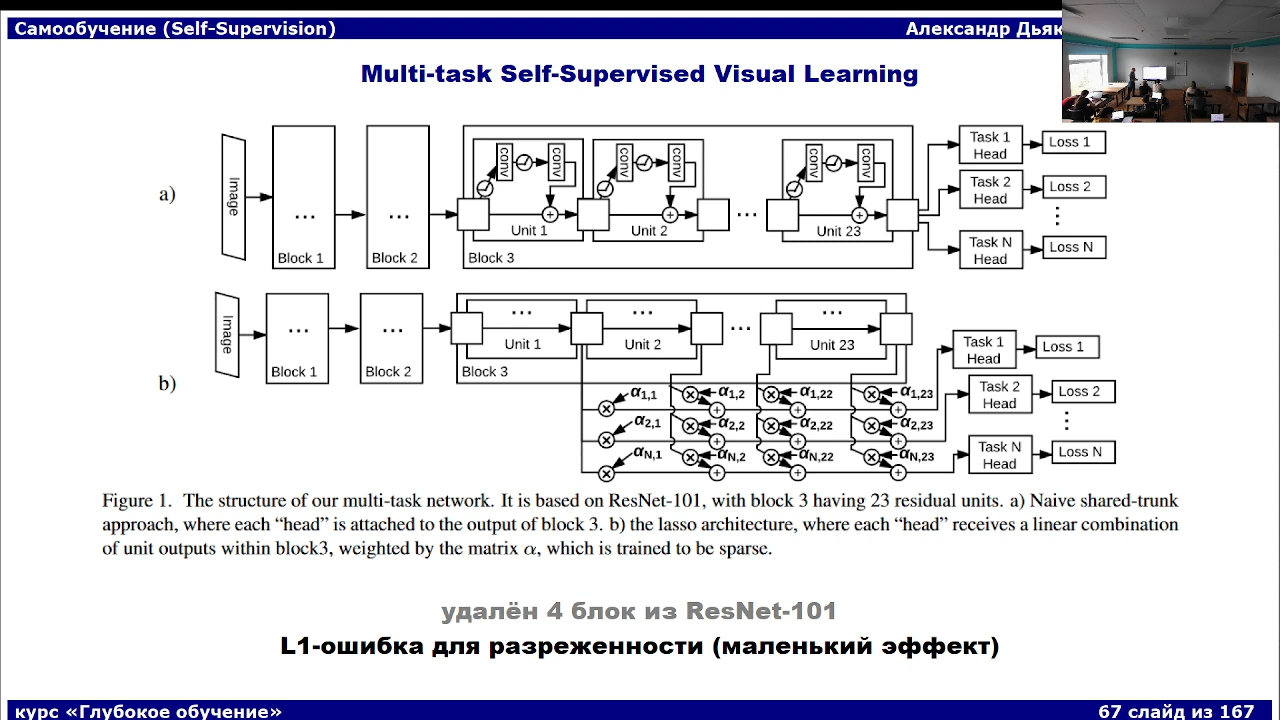 Самообучение (Self-Supervision)
Александр Дьяк
Multi-task Self-Supervised Visual Learning
a)
Image
...
Block 1
...
Block 2
conv
conv
Unit 1
conv
conv
Unit 2
...
conv
conv
Unit 23
Block 3
Task 1 Head
Loss 1
Task 2 Head
Loss 2
Task N Head
Loss N
b)
Image
...
Block 1
...
Block 2
...
Unit 1
...
Unit 2
...
...
Unit 23
Block 3
α1,1
α1,2
α1,22
α1,23
α2,1
α2,2
α2,22
α2,23
αN,1
αN,2
αN,22
αN,23
Task 1 Head
Loss 1
Task 2 Head
Loss 2
Task N Head
Loss N
Figure 1. The structure of our multi-task network. It is based on ResNet-101, with block 3 having 23 residual units. a) Naive shared-trunk
approach, where each “head” is attached to the output of block 3. b) the lasso architecture, where each “head” receives a linear combination
of unit outputs within block3, weighted by the matrix α, which is trained to be sparse.
удалён 4 блок из ResNet-101
L1-ошибка для разреженности (маленький эффект)
курс «Глубокое обучение»
67 слайд из 167